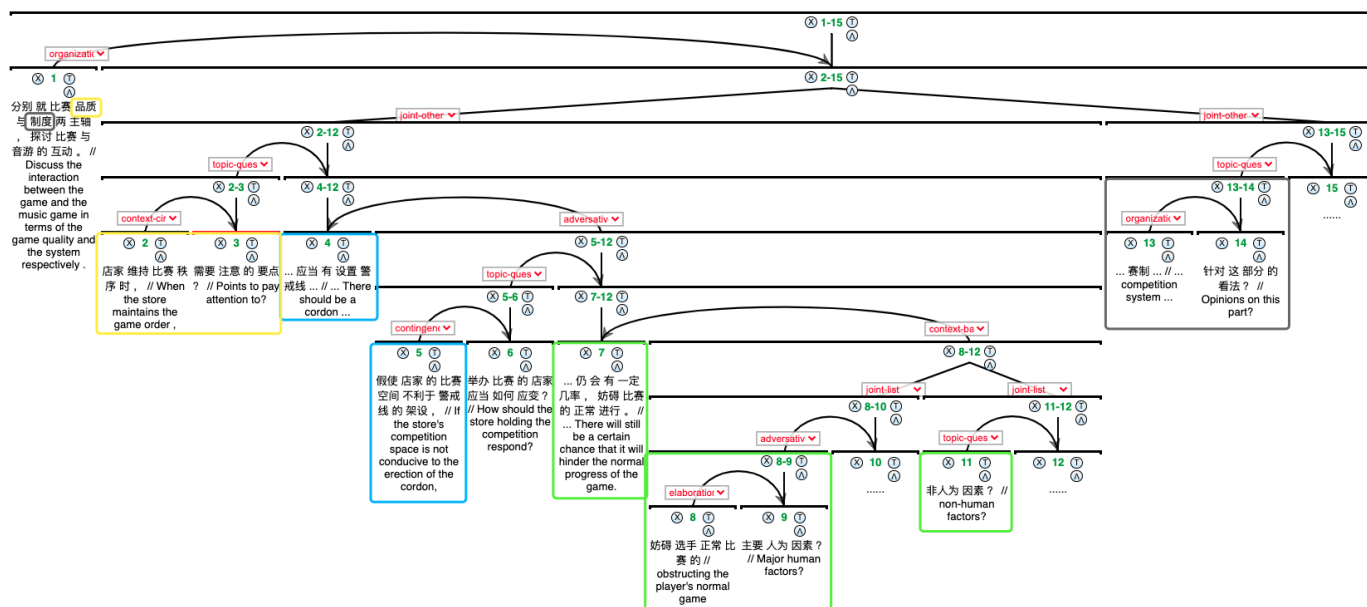 1-15
organizatio
1
2-15
分别 就 比赛 品质
与 制度 两 主轴
， 探讨 比赛 与
音游 的 互动 。 //
Discuss the
interaction
between the
game and the
music game in
terms of the
game quality and
the system
respectively .
joint-other
joint-other
2-12
13-15
topic-ques
topic-ques
2-3
4-12
13-14
15
......
context-cir
adversativ
organizatic
2
店家 维持 比赛 秩
序 时 ， // When
the store
maintains the
game order ,
3
需要 注意 的 要点
？ // Points to pay
attention to?
4
... 应当 有 设置 警
戒线 ... // ... There
should be a
cordon ...
5-12
13
... 赛制 ... // ...
competition
system ...
14
针对 这 部分 的
看法 ？ //
Opinions on this
part?
topic-ques
5-6
7-12
contingenc
context-ba
5
假使 店家 的 比赛
空间 不利于 警戒
线 的 架设 ， // If
the store's
competition
space is not
conducive to the
erection of the
cordon,
6
举办 比赛 的 店家
应当 如何 应变 ？
// How should the
store holding the
competition
respond?
7
... 仍 会 有 一定
几率 ， 妨碍 比赛
的 正常 进行 。 //
... There will still
be a certain
chance that it will
hinder the normal
progress of the
game.
8-12
joint-list
joint-list
8-10
11-12
adversativ
topic-ques
8-9
10
......
11
非人为 因素 ？ //
non-human
factors?
12
......
elaboration
8
妨碍 选手 正常 比
赛 的 //
obstructing the
player's normal
game
9
主要 人为 因素 ？
// Major human
factors?